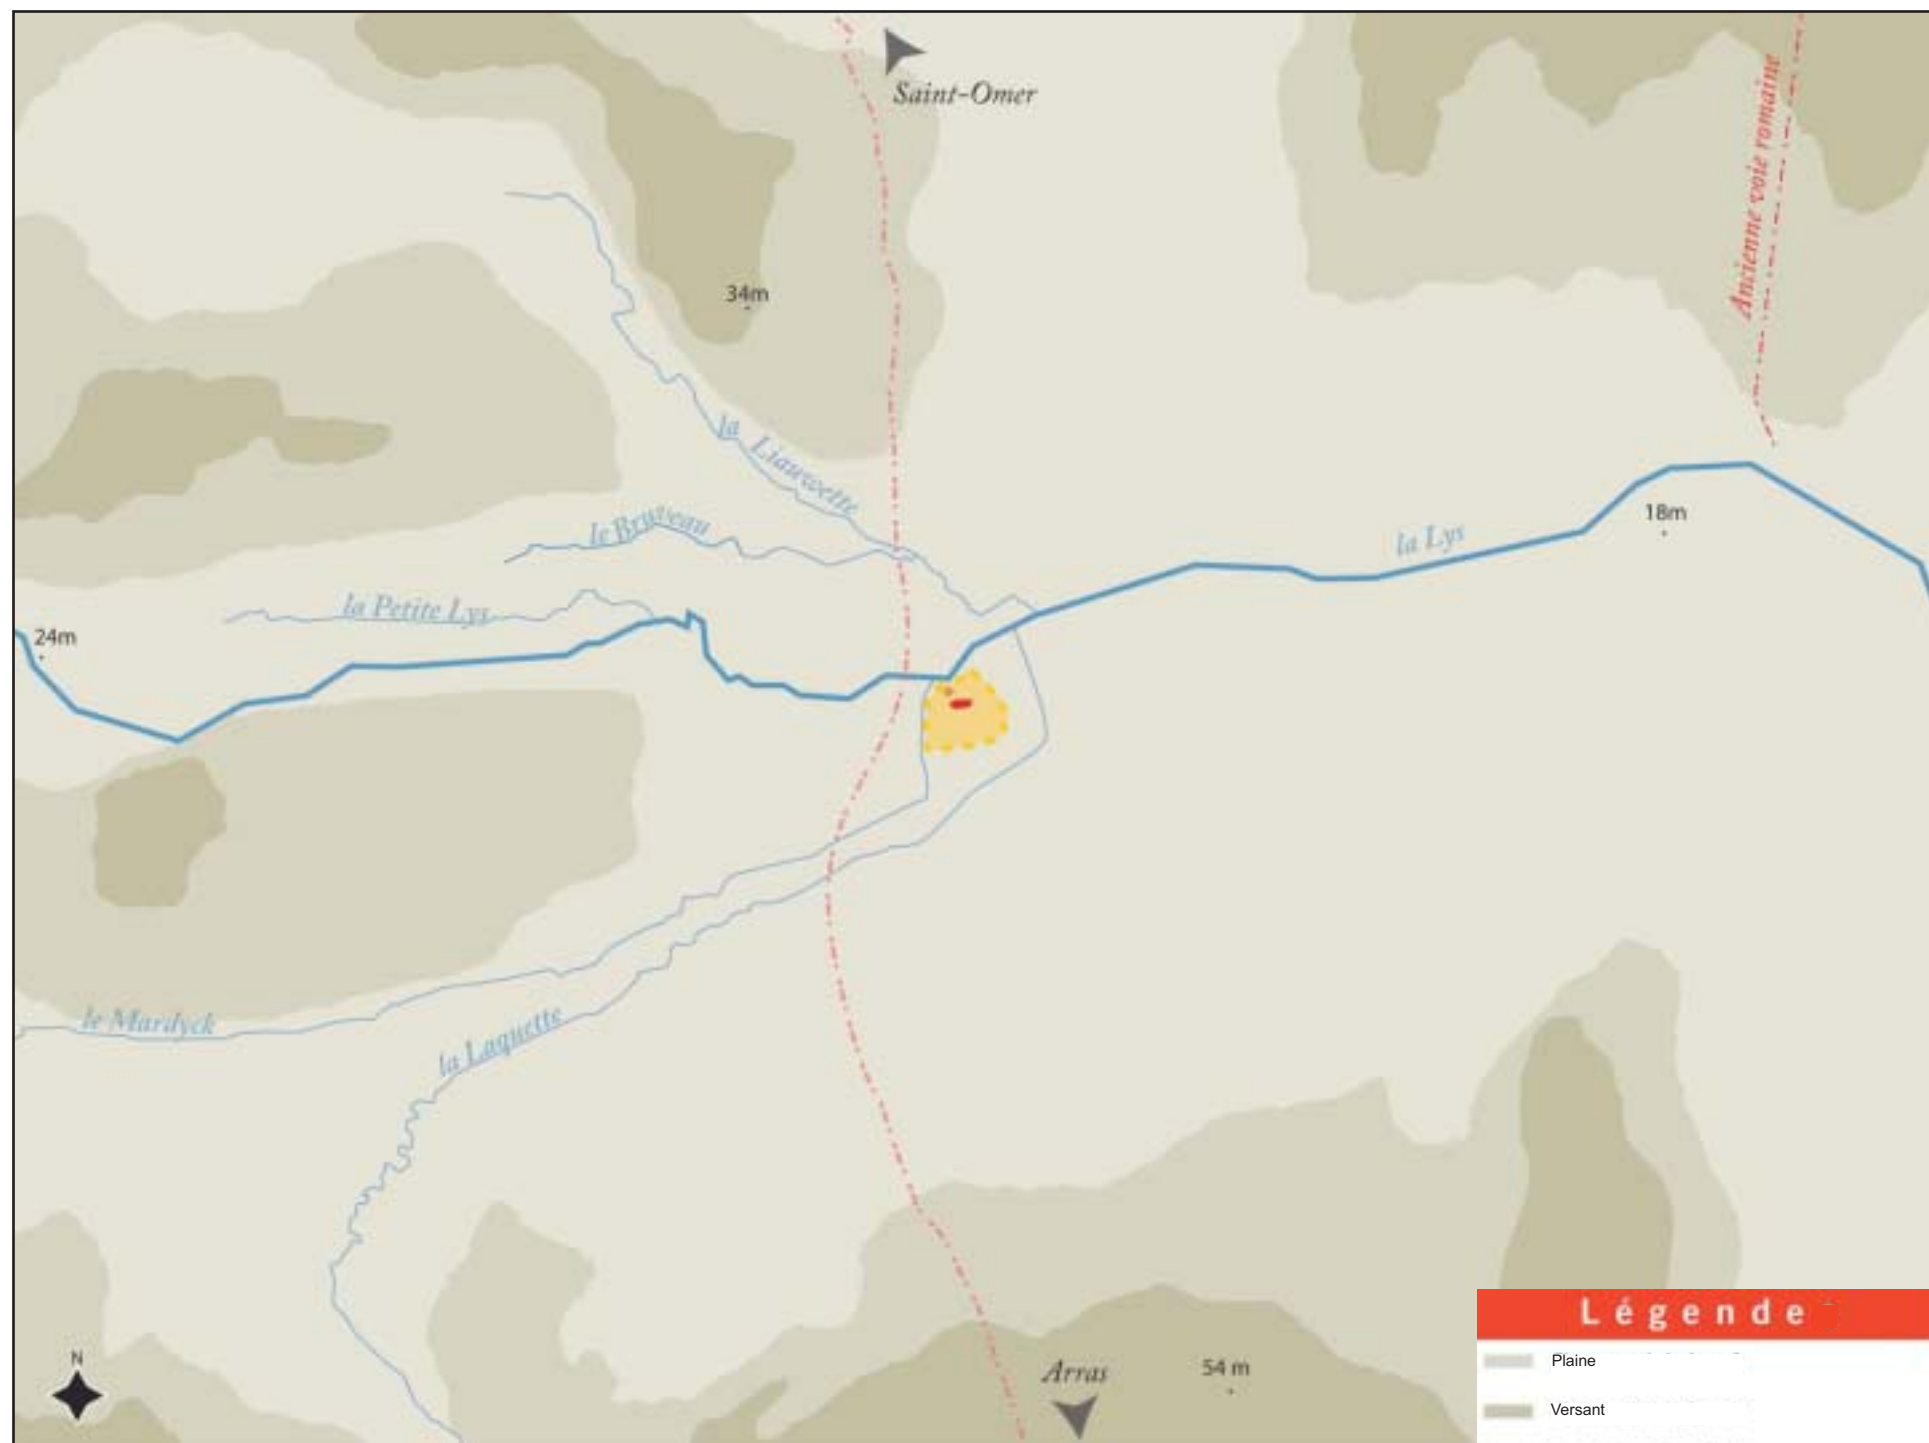 Saint-Omer
Ancienne voie romaine
34m
la Liauwette
le Bruveau
la Lys
18m
la Petite Lys
24m
le Mardyck
la Laquette
N
Arras
54 m
Légende
Plaine
Versant